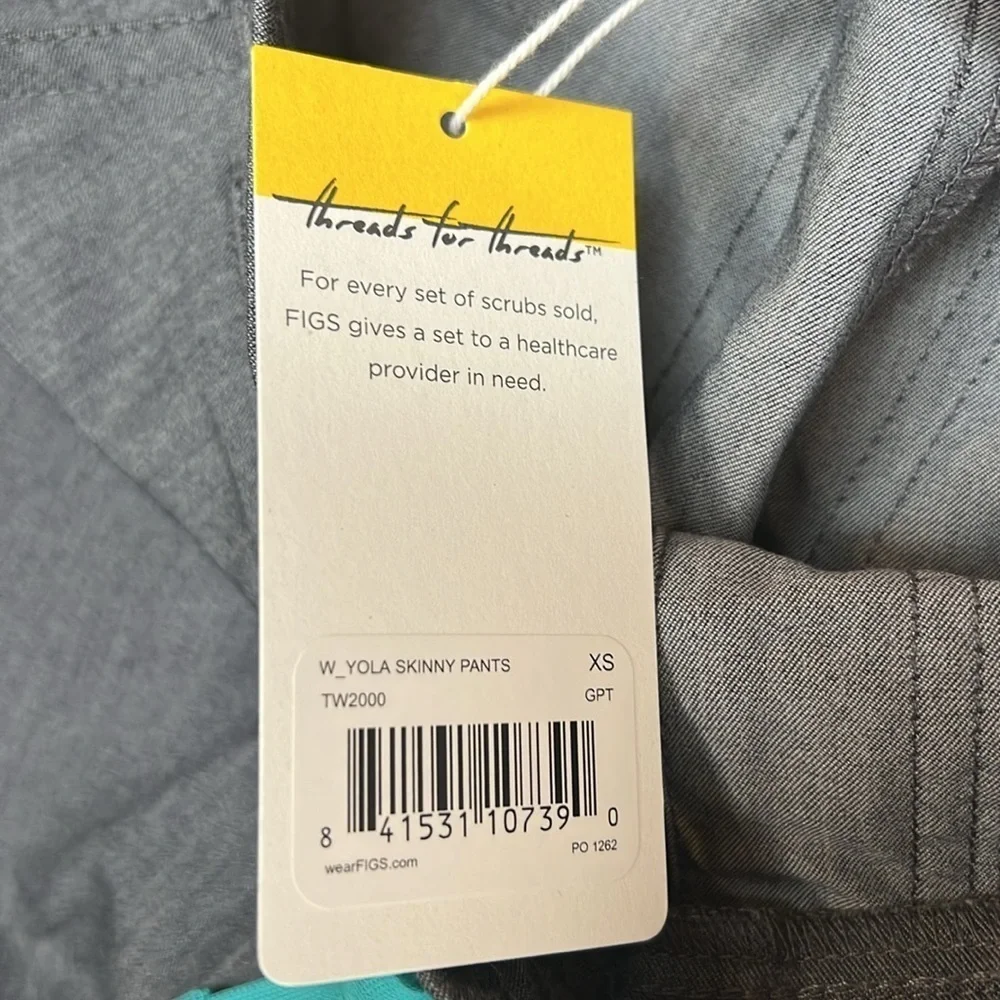 threads for threads™
For every set of scrubs sold,
FIGS gives a set to a healthcare
provider in need.
W_YOLA SKINNY PANTS XS
TW2000 GPT
8 41531 10739 0
wearFIGS.com PO 1262